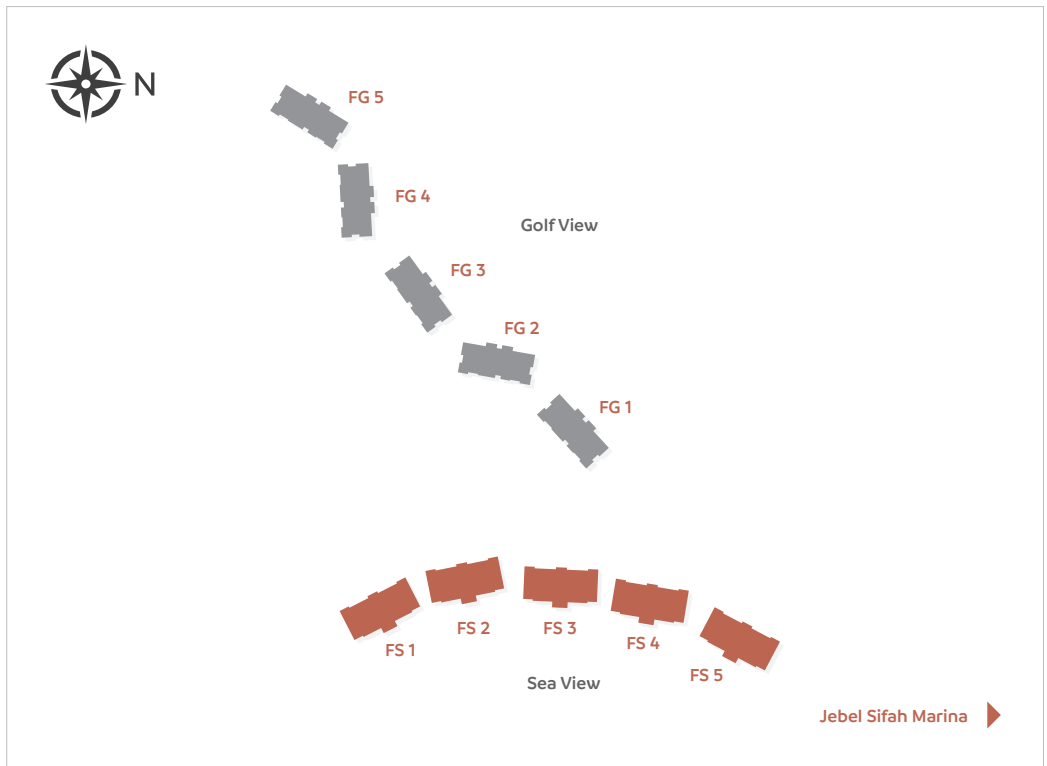 N
FG 5
FG 4
Golf View
FG 3
FG 2
FG 1
FS 1
FS 2
FS 3
FS 4
FS 5
Sea View
Jebel Sifah Marina